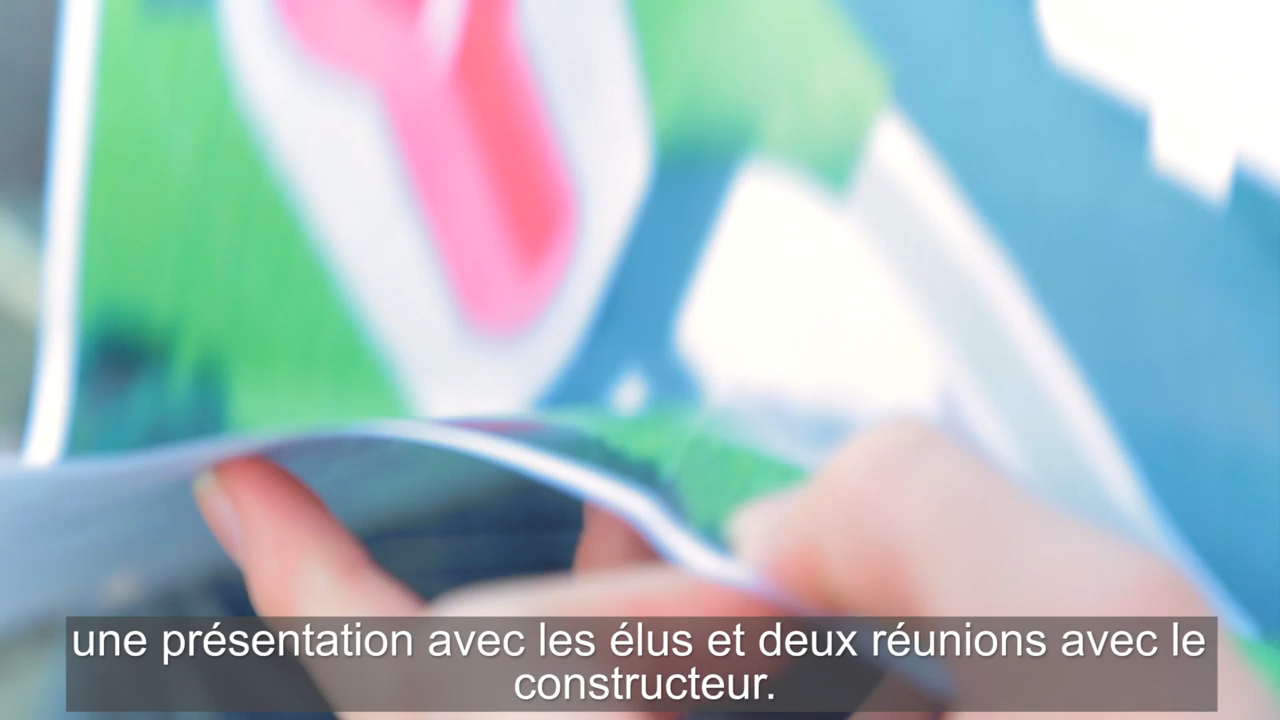 une présentation avec les élus et deux réunions avec le
constructeur.